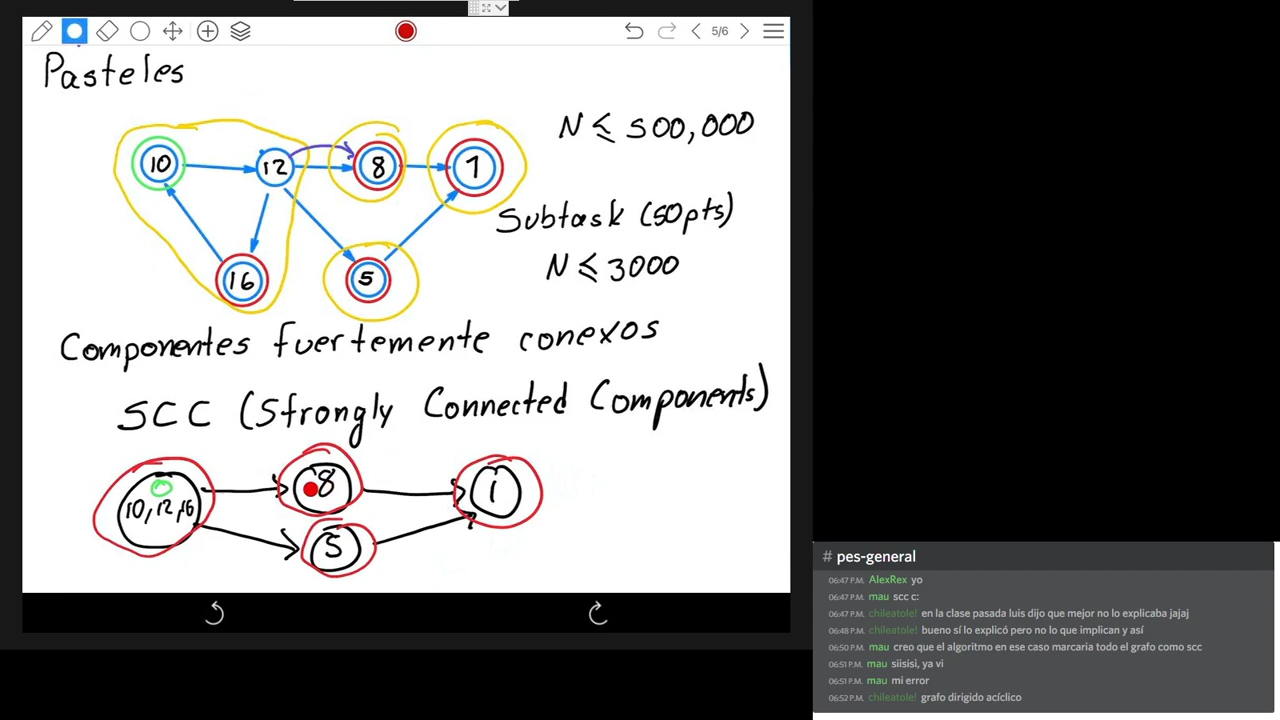 5/6
Pasteles
N ≤ 500,000
10 12 8 1
Subtask (50pts)
N ≤ 3000
16 5
Componentes fuertemente conexos
SCC (Strongly Connected Components)
10, 12, 16 8 1
5
# pes-general
06:47 P.M. AlexRex yo
06:47 P.M. mau scc c:
06:47 P.M. chileatole! en la clase pasada luis dijo que mejor no lo explicaba jajaj
06:48 P.M. chileatole! bueno sí lo explicó pero no lo que implican y así
06:50 P.M. mau creo que el algoritmo en ese caso marcaria todo el grafo como scc
06:51 P.M. mau siisisi, ya vi
06:51 P.M. mau mi error
06:52 P.M. chileatole! grafo dirigido acíclico